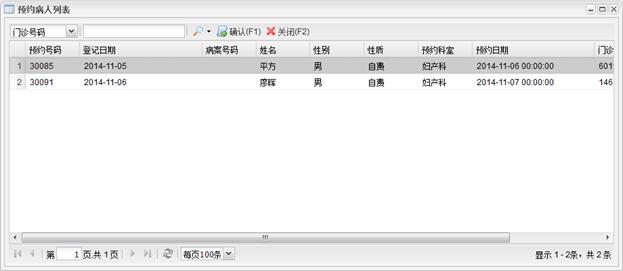 预约病人列表
门诊号码 确认(F1) 关闭(F2)
预约号码 登记日期 病案号码 姓名 性别 性质 预约科室 预约日期 门诊
1 30085 2014-11-05 平方 男 自费 妇产科 2014-11-06 00:00:00 601
2 30091 2014-11-06 廖晖 男 自费 妇产科 2014-11-07 00:00:00 146
第 1 页,共 1 页 每页100条 显示 1 - 2条，共 2 条